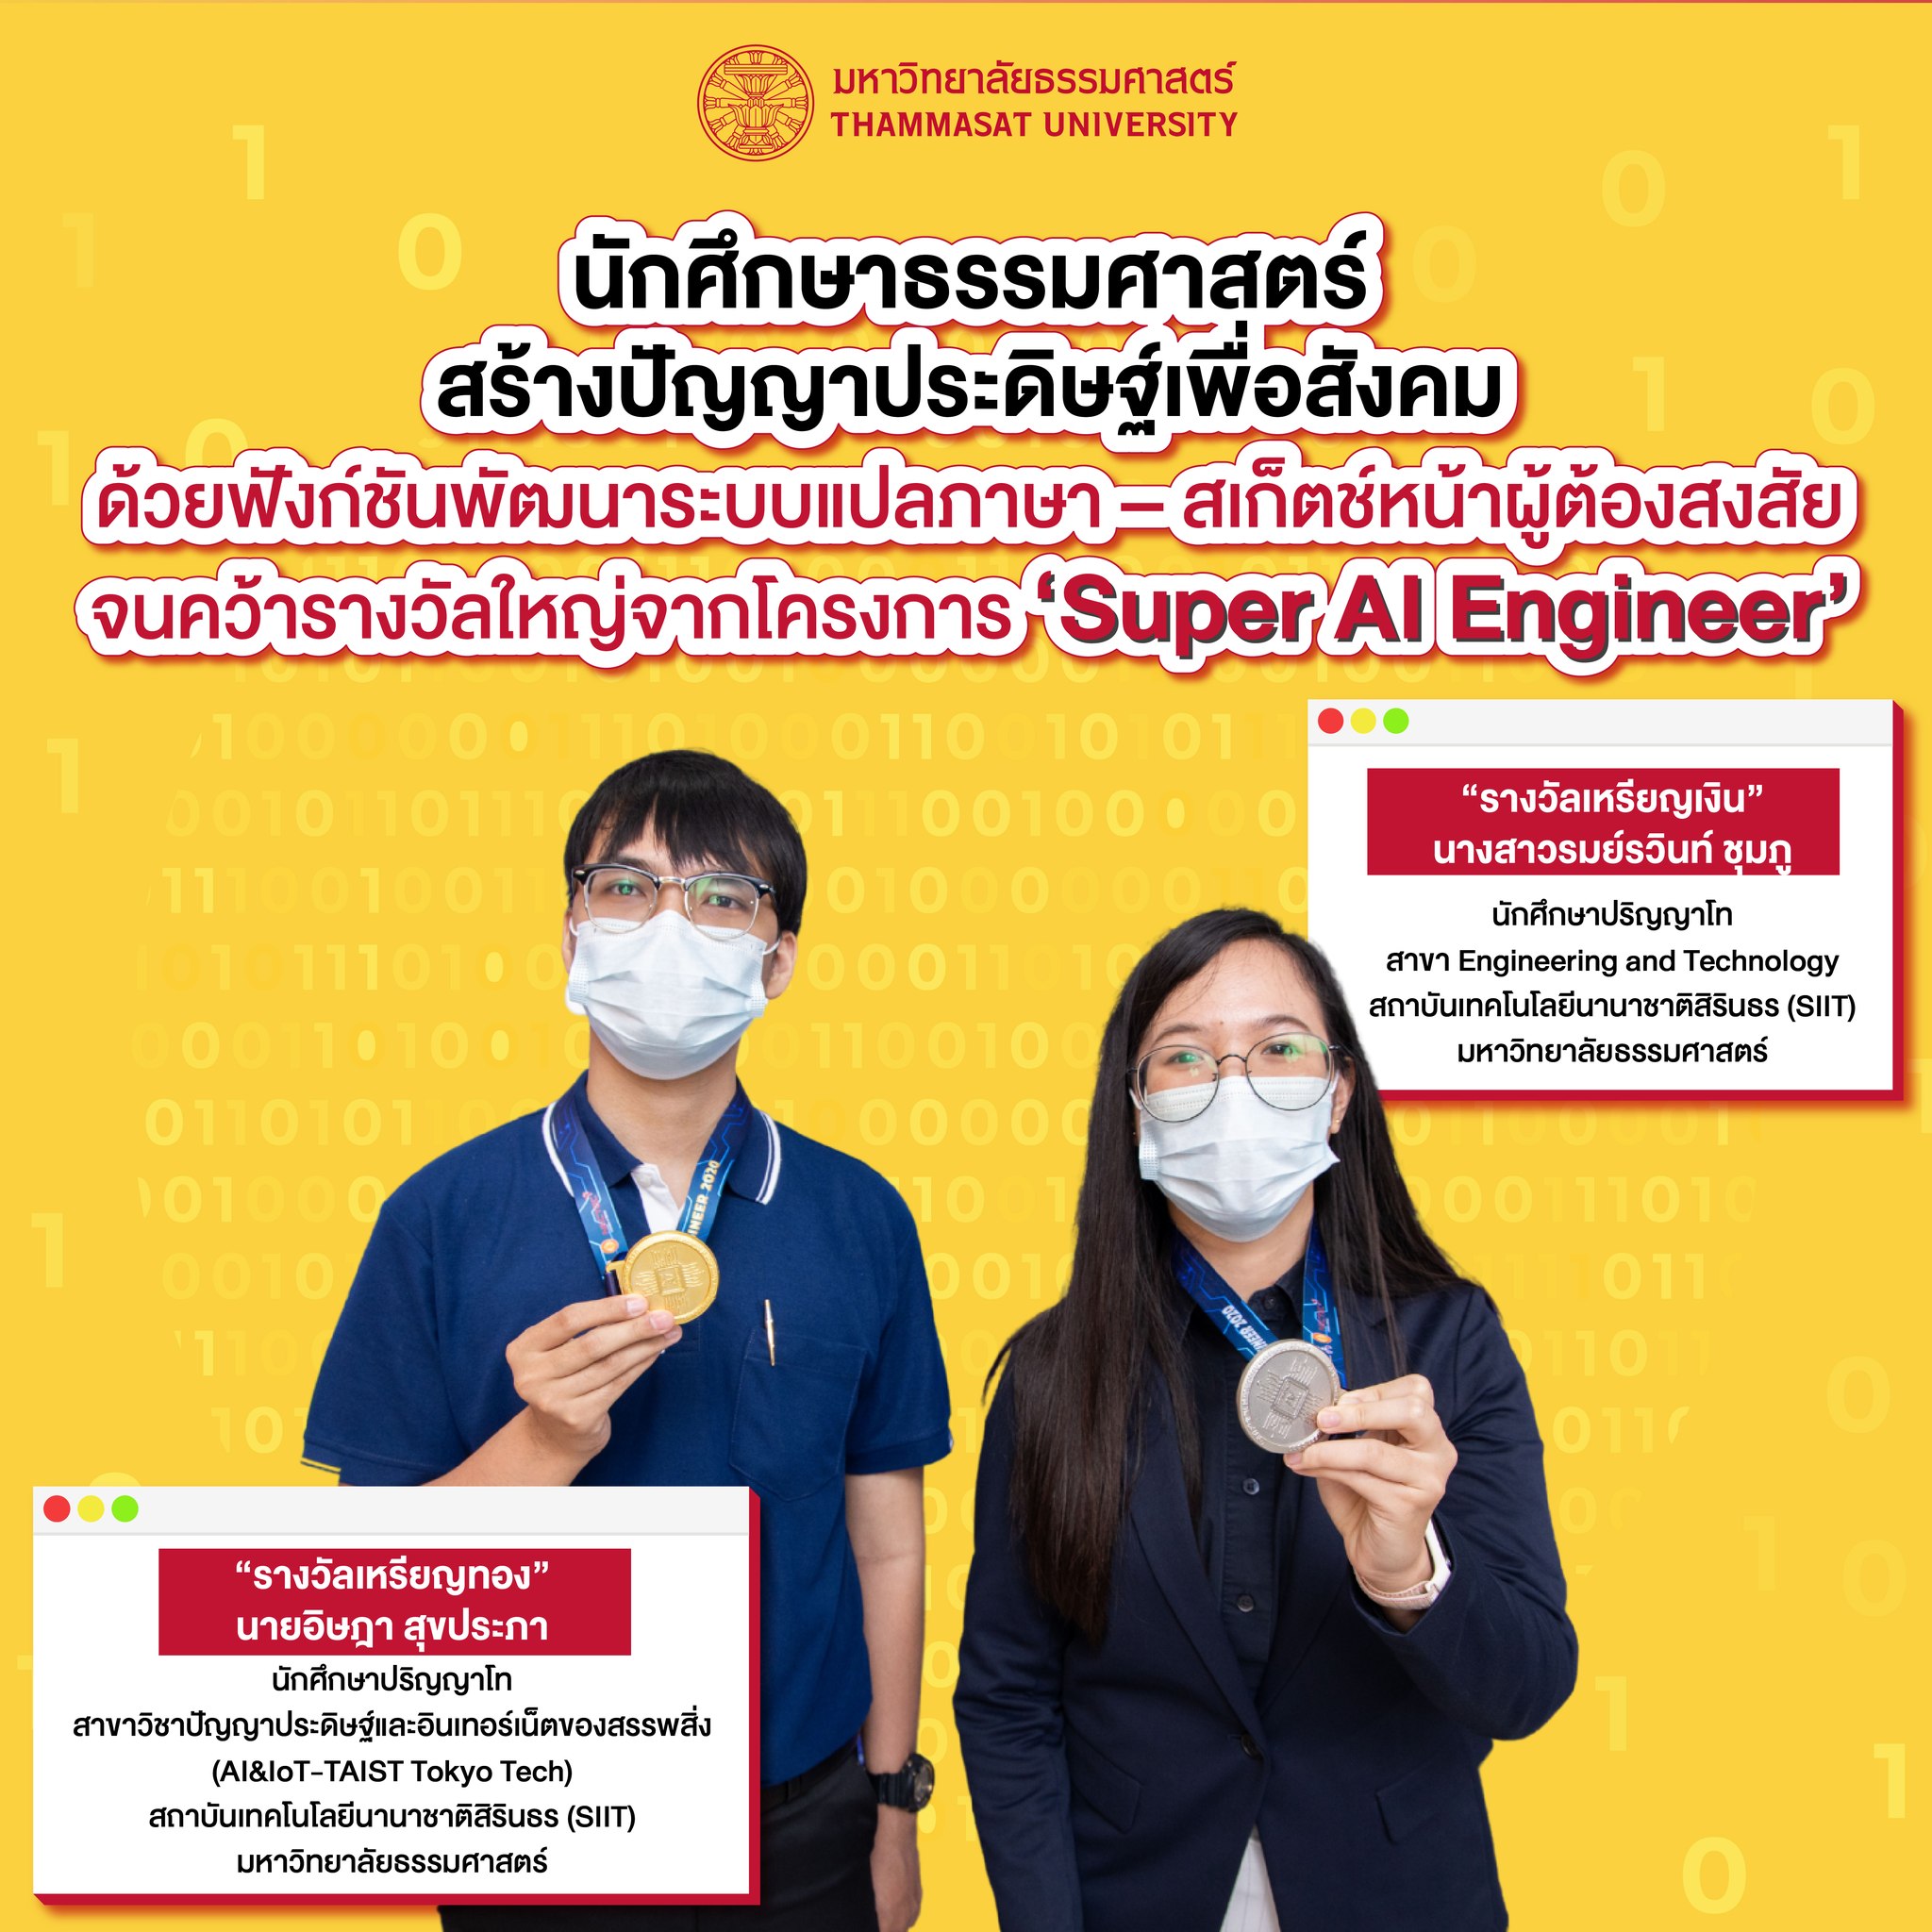 มหาวิทยาลัยธรรมศาสตร์
THAMMASAT UNIVERSITY
นักศึกษาธรรมศาสตร์
สร้างปัญญาประดิษฐ์เพื่อสังคม
ด้วยฟังก์ชันพัฒนาระบบแปลภาษา – สเก็ตช์หน้าผู้ต้องสงสัย
จนคว้ารางวัลใหญ่จากโครงการ ‘Super AI Engineer’
“รางวัลเหรียญเงิน”
นางสาวรมย์รวินท์ ชุมภู
นักศึกษาปริญญาโท
สาขา Engineering and Technology
สถาบันเทคโนโลยีนานาชาติสิรินธร (SIIT)
มหาวิทยาลัยธรรมศาสตร์
INEER 2020
INEER 2020
“รางวัลเหรียญทอง”
นายอิษฎา สุขประภา
นักศึกษาปริญญาโท
สาขาวิชาปัญญาประดิษฐ์และอินเทอร์เน็ตของสรรพสิ่ง
(AI&IoT-TAIST Tokyo Tech)
สถาบันเทคโนโลยีนานาชาติสิรินธร (SIIT)
มหาวิทยาลัยธรรมศาสตร์